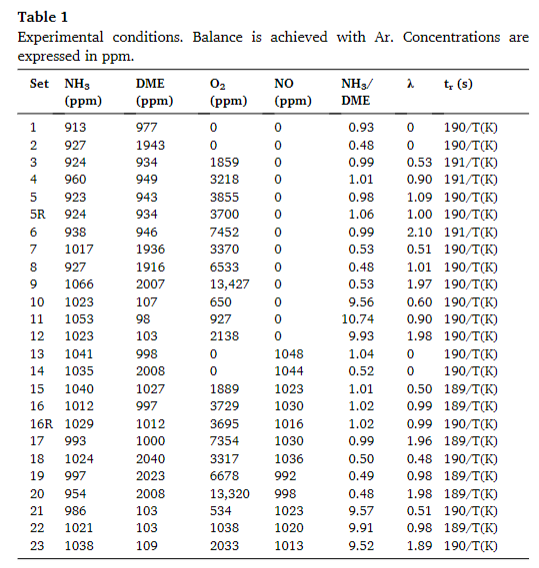 Table 1
Experimental conditions. Balance is achieved with Ar. Concentrations are
expressed in ppm.
Set NH₃ DME O₂ NO NH₃/ λ tᵣ (s)
(ppm) (ppm) (ppm) (ppm) DME
1 913 977 0 0 0.93 0 190/T(K)
2 927 1943 0 0 0.48 0 190/T(K)
3 924 934 1859 0 0.99 0.53 191/T(K)
4 960 949 3218 0 1.01 0.90 191/T(K)
5 923 943 3855 0 0.98 1.09 190/T(K)
5R 924 934 3700 0 1.06 1.00 190/T(K)
6 938 946 7452 0 0.99 2.10 191/T(K)
7 1017 1936 3370 0 0.53 0.51 190/T(K)
8 927 1916 6533 0 0.48 1.01 190/T(K)
9 1066 2007 13,427 0 0.53 1.97 190/T(K)
10 1023 107 650 0 9.56 0.60 190/T(K)
11 1053 98 927 0 10.74 0.90 190/T(K)
12 1023 103 2138 0 9.93 1.98 190/T(K)
13 1041 998 0 1048 1.04 0 190/T(K)
14 1035 2008 0 1044 0.52 0 190/T(K)
15 1040 1027 1889 1023 1.01 0.50 189/T(K)
16 1012 997 3729 1030 1.02 0.99 189/T(K)
16R 1029 1012 3695 1016 1.02 0.99 190/T(K)
17 993 1000 7354 1030 0.99 1.96 189/T(K)
18 1024 2040 3317 1036 0.50 0.48 190/T(K)
19 997 2023 6678 992 0.49 0.98 189/T(K)
20 954 2008 13,320 998 0.48 1.98 189/T(K)
21 986 103 534 1023 9.57 0.51 190/T(K)
22 1021 103 1038 1020 9.91 0.98 189/T(K)
23 1038 109 2033 1013 9.52 1.89 190/T(K)